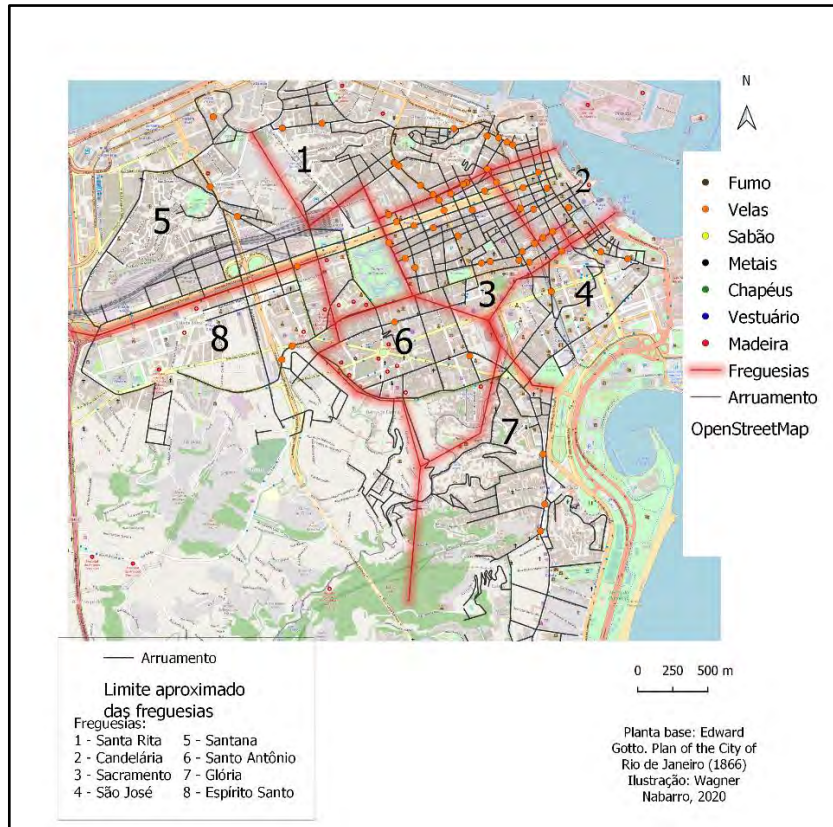 N
1
2
3
4
5
6
7
8
Fumo
Velas
Sabão
Metais
Chapéus
Vestuário
Madeira
Freguesias
Arruamento
OpenStreetMap
Arruamento
Limite aproximado
das freguesias
Freguesias:
1 - Santa Rita 5 - Santana
2 - Candelária 6 - Santo Antônio
3 - Sacramento 7 - Glória
4 - São José 8 - Espírito Santo
0 250 500 m
Planta base: Edward
Gotto. Plan of the City of
Rio de Janeiro (1866)
Ilustração: Wagner
Nabarro, 2020